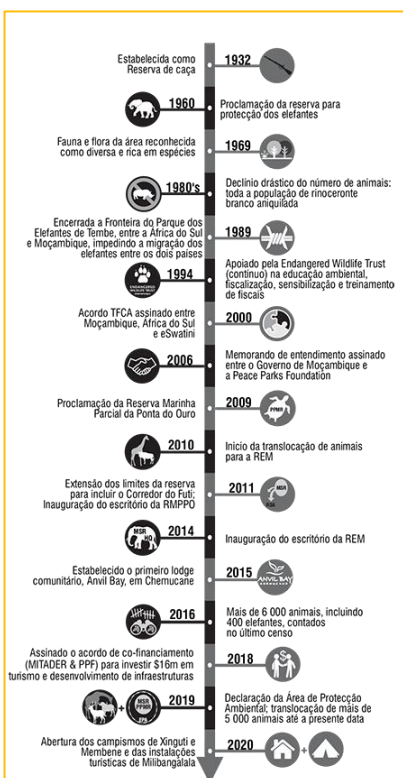 Estabelecida como
Reserva de caça
1932
1960
Proclamação da reserva para
protecção dos elefantes
Fauna e flora da área reconhecida
como diversa e rica em espécies
1969
1980's
Declínio drástico do número de animais:
toda a população de rinoceronte
branco aniquilada
Encerrada a Fronteira do Parque dos
Elefantes de Tembe, entre a África do Sul
e Moçambique, impedindo a migração dos
elefantes entre os dois países
1989
1994
ENDANGERED
WILDLIFE TRUST
Apoiado pela Endangered Wildlife Trust
(contínuo) na educação ambiental,
fiscalização, sensibilização e treinamento
de fiscais
Acordo TFCA assinado entre
Moçambique, África do Sul
e eSwatini
2000
2006
Memorando de entendimento assinado
entre o Governo de Moçambique e
a Peace Parks Foundation
Proclamação da Reserva Marinha
Parcial da Ponta do Ouro
2009
PPMR
2010
Inicio da translocação de animais
para a REM
Extensão dos limites da reserva
para incluir o Corredor do Futi;
Inauguração do escritório da RMPPO
2011
MSR
2014
MSR
HQ
Inauguração do escritório da REM
Estabelecido o primeiro lodge
comunitário, Anvil Bay, em Chemucane
2015
ANVIL BAY
2016
Mais de 6 000 animais, incluindo
400 elefantes, contados
no último censo
Assinado o acordo de co-financiamento
(MITADER & PPF) para investir $16m em
turismo e desenvolvimento de infraestruturas
2018
2019
+
MSR
PPMR
EPA
Declaração da Área de Protecção
Ambiental; translocação de mais de
5 000 animais até a presente data
Abertura dos campismos de Xinguti e
Membene e das instalações
turísticas de Milibangalala
2020
+